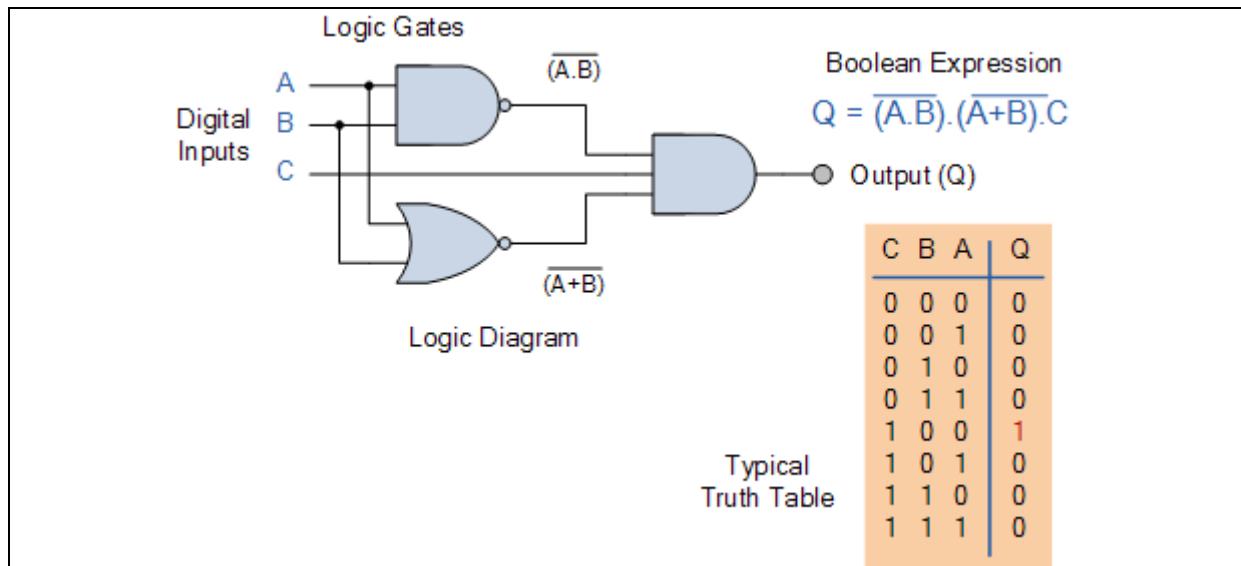 Logic Gates
A
B
C
Digital
Inputs
(A.B)
(A+B)
Logic Diagram
Boolean Expression
Q = (A.B).(A+B).C
Output (Q)
C B A Q
0 0 0 0
0 0 1 0
0 1 0 0
0 1 1 0
1 0 0 1
1 0 1 0
1 1 0 0
1 1 1 0
Typical
Truth Table